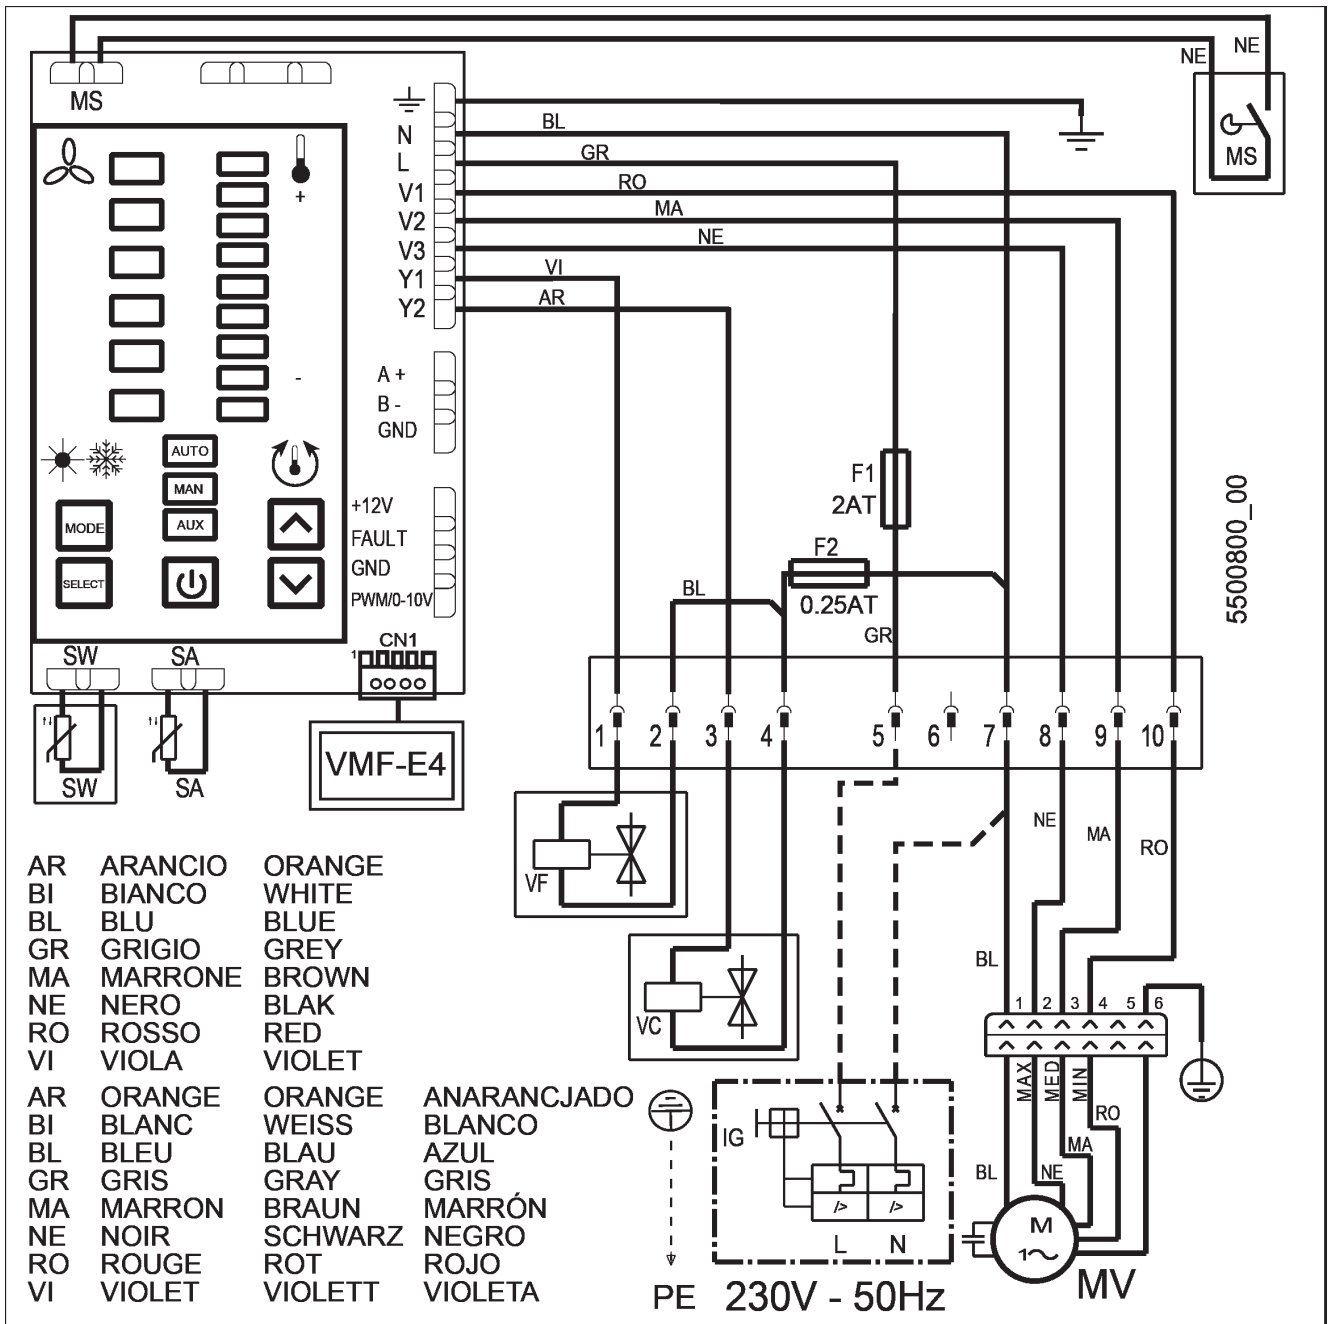 NE
NE
MS
MS
N
BL
L
GR
V1
RO
V2
MA
V3
NE
Y1
VI
Y2
AR
+
-
A +
B -
GND
AUTO
MAN
AUX
MODE
SELECT
+12V
FAULT
GND
PWM/0-10V
CN1
1
F1
2AT
F2
0.25AT
BL
GR
5500800_00
SW
SA
SW
SA
VMF-E4
1 2 3 4 5 6 7 8 9 10
VF
VC
NE
MA
RO
BL
1 2 3 4 5 6
MAX
MED
MIN
RO
MA
NE
BL
M
1~
MV
IG
/>
/>
L N
PE
230V - 50Hz
AR ARANCIO ORANGE
BI BIANCO WHITE
BL BLU BLUE
GR GRIGIO GREY
MA MARRONE BROWN
NE NERO BLAK
RO ROSSO RED
VI VIOLA VIOLET
AR ORANGE ORANGE ANARANCJADO
BI BLANC WEISS BLANCO
BL BLEU BLAU AZUL
GR GRIS GRAY GRIS
MA MARRON BRAUN MARRÓN
NE NOIR SCHWARZ NEGRO
RO ROUGE ROT ROJO
VI VIOLET VIOLETT VIOLETA